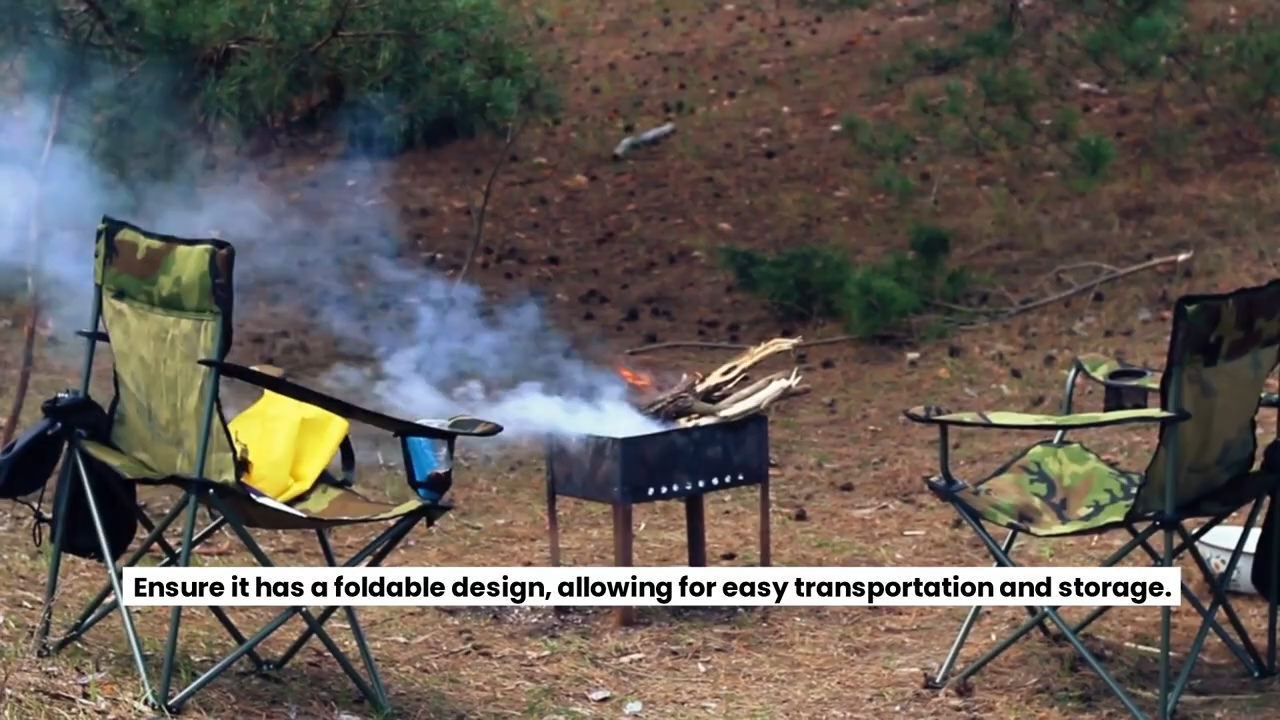 Ensure it has a foldable design, allowing for easy transportation and storage.